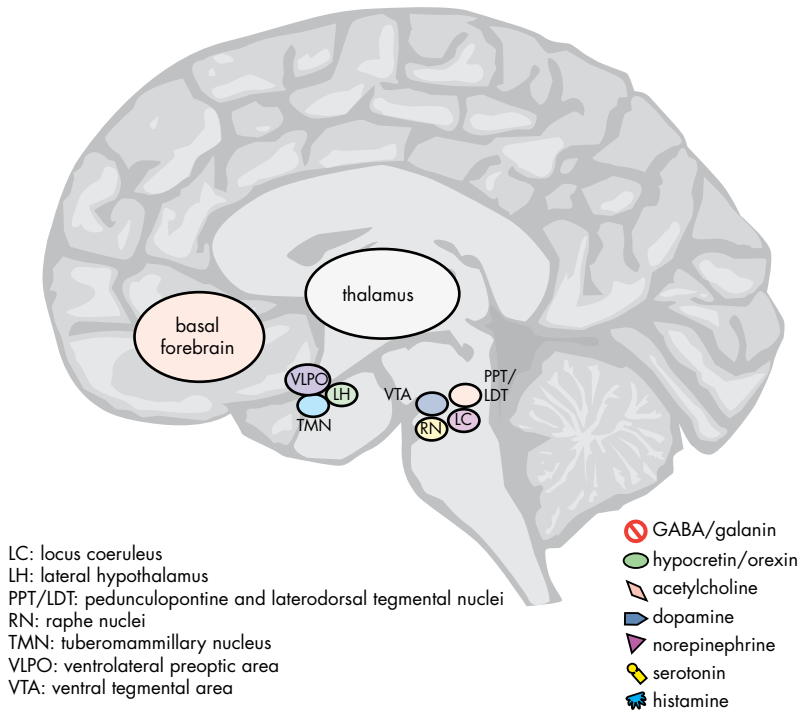 thalamus
basal
forebrain
VLPO
LH
TMN
VTA
PPT/
LDT
RN
LC
LC: locus coeruleus
LH: lateral hypothalamus
PPT/LDT: pedunculopontine and laterodorsal tegmental nuclei
RN: raphe nuclei
TMN: tuberomammillary nucleus
VLPO: ventrolateral preoptic area
VTA: ventral tegmental area
GABA/galanin
hypocretin/orexin
acetylcholine
dopamine
norepinephrine
serotonin
histamine